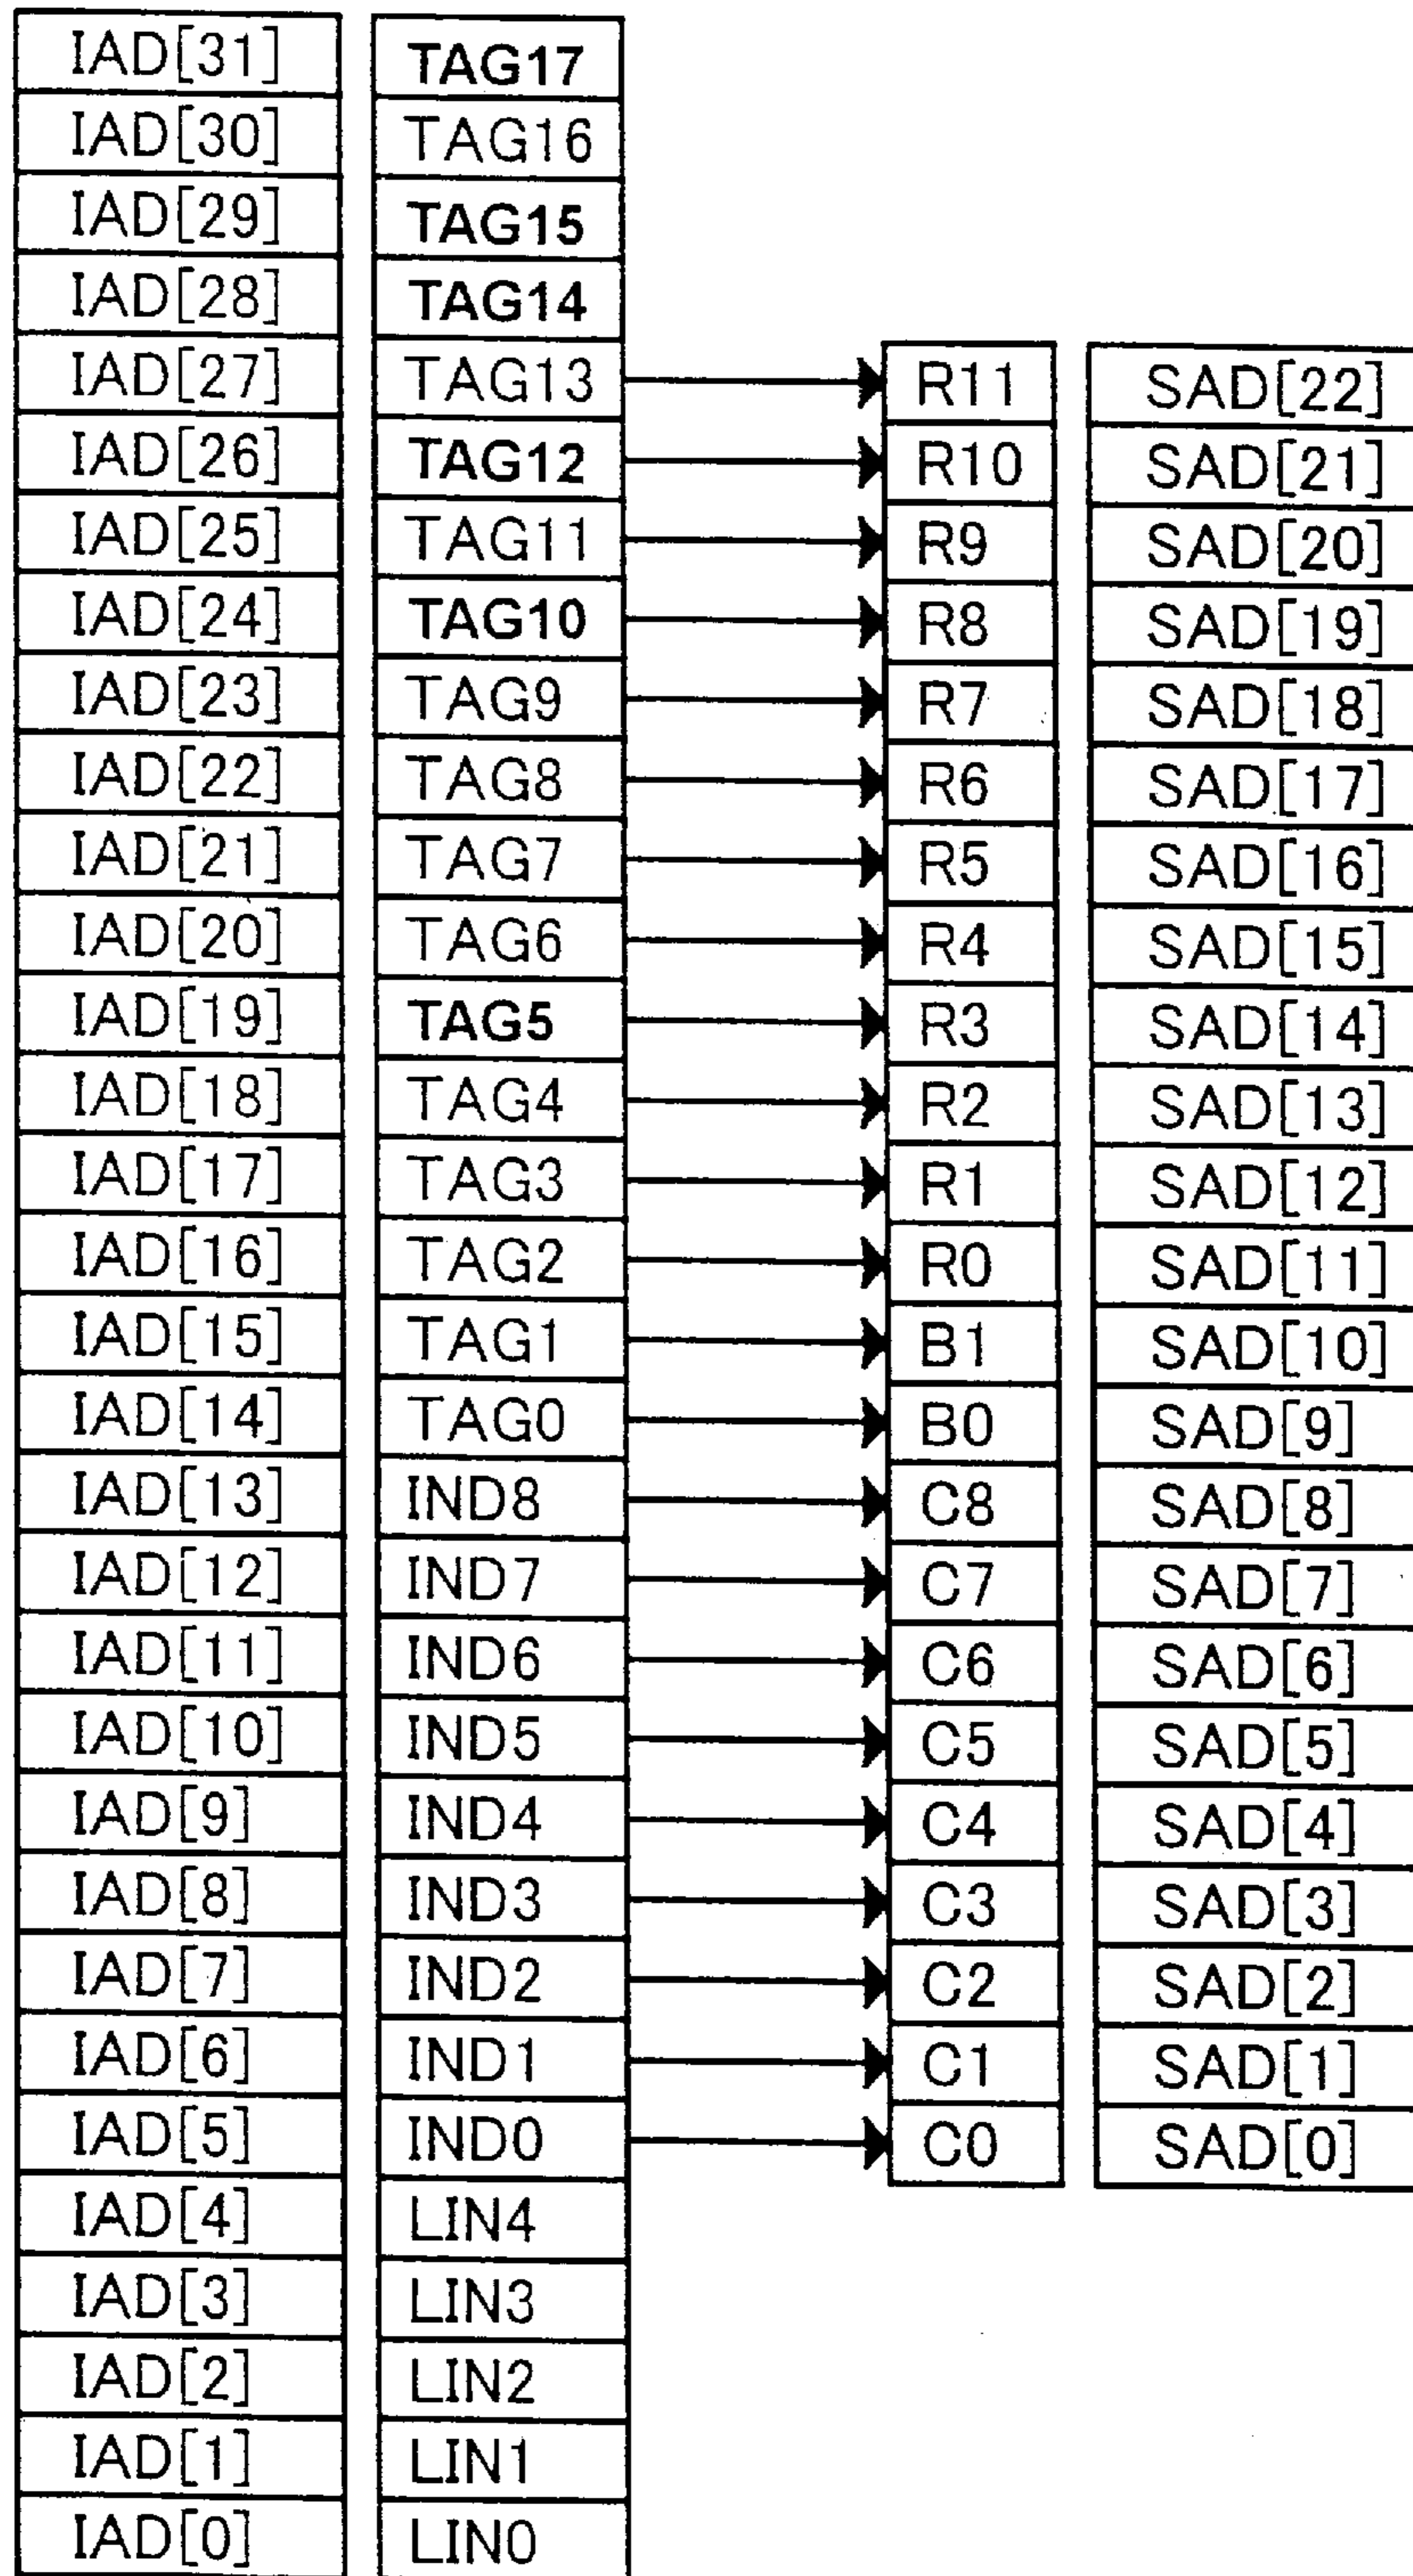 IAD[31] TAG17
IAD[30] TAG16
IAD[29] TAG15
IAD[28] TAG14
IAD[27] TAG13 R11 SAD[22]
IAD[26] TAG12 R10 SAD[21]
IAD[25] TAG11 R9 SAD[20]
IAD[24] TAG10 R8 SAD[19]
IAD[23] TAG9 R7 SAD[18]
IAD[22] TAG8 R6 SAD[17]
IAD[21] TAG7 R5 SAD[16]
IAD[20] TAG6 R4 SAD[15]
IAD[19] TAG5 R3 SAD[14]
IAD[18] TAG4 R2 SAD[13]
IAD[17] TAG3 R1 SAD[12]
IAD[16] TAG2 R0 SAD[11]
IAD[15] TAG1 B1 SAD[10]
IAD[14] TAG0 B0 SAD[9]
IAD[13] IND8 C8 SAD[8]
IAD[12] IND7 C7 SAD[7]
IAD[11] IND6 C6 SAD[6]
IAD[10] IND5 C5 SAD[5]
IAD[9] IND4 C4 SAD[4]
IAD[8] IND3 C3 SAD[3]
IAD[7] IND2 C2 SAD[2]
IAD[6] IND1 C1 SAD[1]
IAD[5] IND0 C0 SAD[0]
IAD[4] LIN4
IAD[3] LIN3
IAD[2] LIN2
IAD[1] LIN1
IAD[0] LIN0